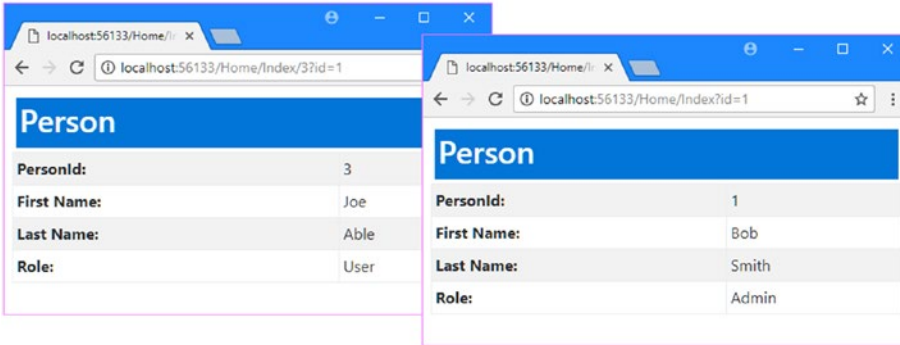 localhost:56133/Home/I
localhost:56133/Home/Index/3?id=1
Person
PersonId: 3
First Name: Joe
Last Name: Able
Role: User
localhost:56133/Home/I
localhost:56133/Home/Index?id=1
Person
PersonId: 1
First Name: Bob
Last Name: Smith
Role: Admin